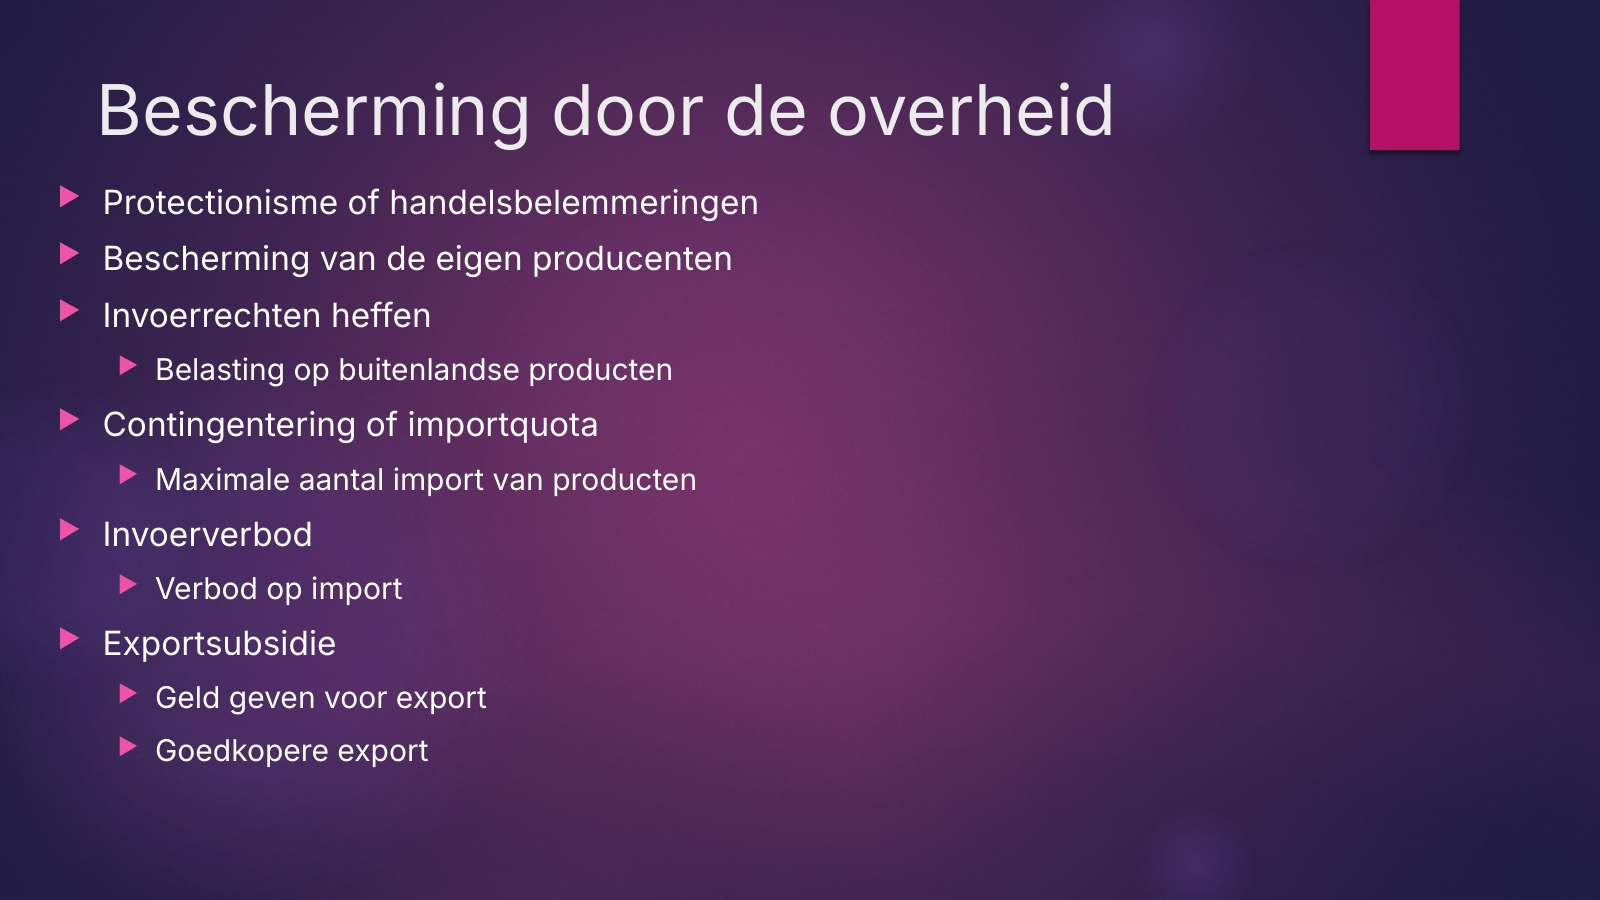 Bescherming door de overheid
Protectionisme of handelsbelemmeringen
Bescherming van de eigen producenten
Invoerrechten heffen
Belasting op buitenlandse producten
Contingentering of importquota
Maximale aantal import van producten
Invoerverbod
Verbod op import
Exportsubsidie
Geld geven voor export
Goedkopere export